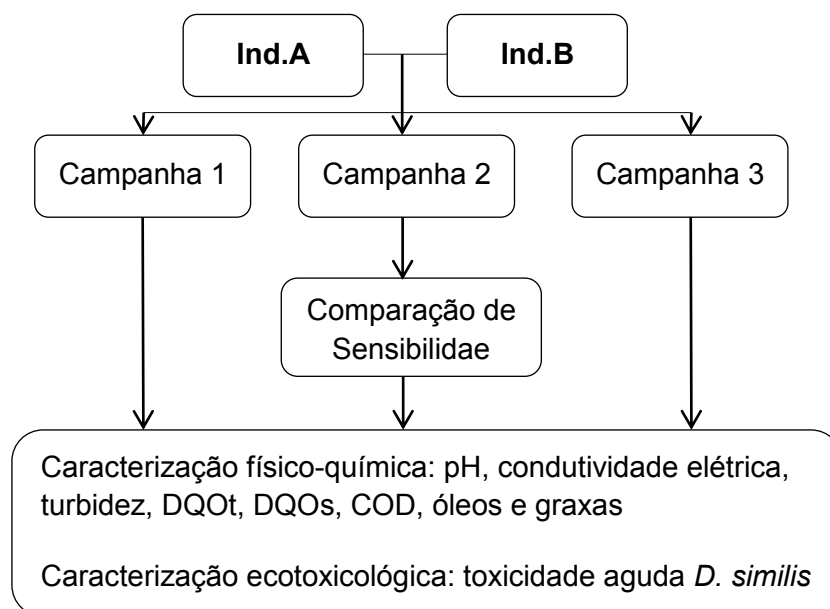 Ind.A
Ind.B
Campanha 1
Campanha 2
Campanha 3
Comparação de
Sensibilidae
Caracterização físico-química: pH, condutividade elétrica,
turbidez, DQOt, DQOs, COD, óleos e graxas
Caracterização ecotoxicológica: toxicidade aguda D. similis